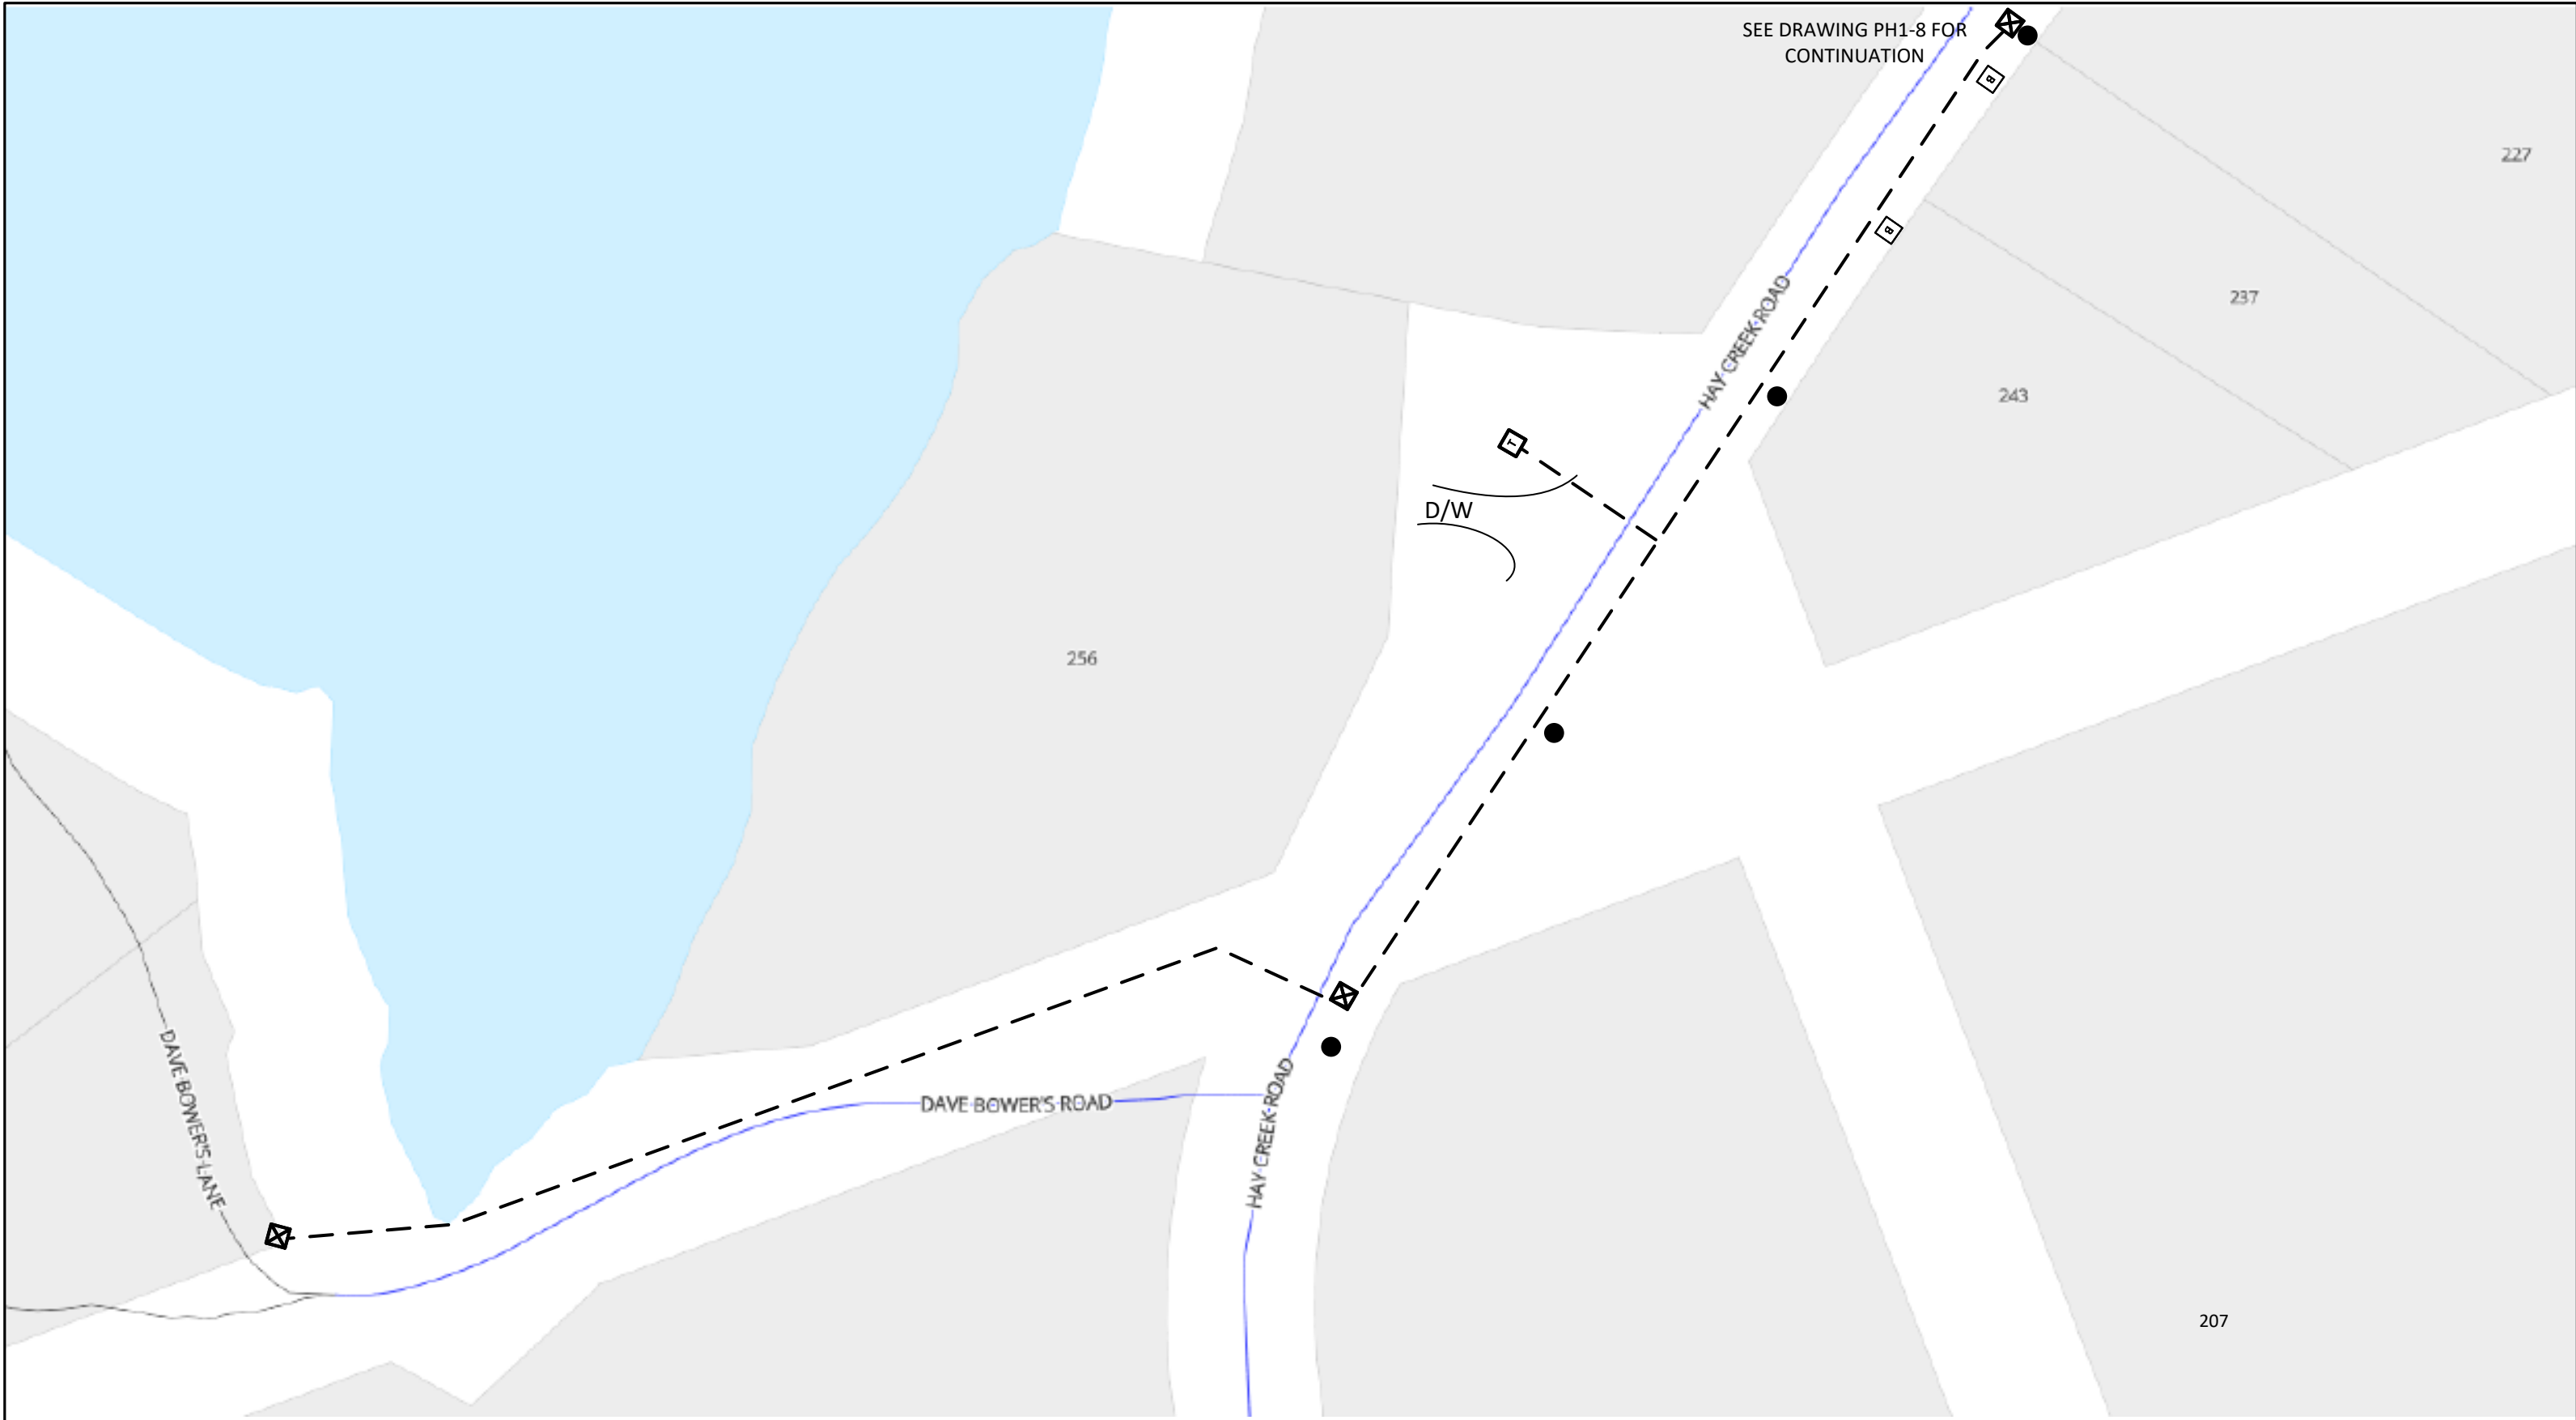 SEE DRAWING PH1-8 FOR
CONTINUATION
B
227
B
237
HAY CREEK ROAD
243
T
D/W
256
DAVE BOWER'S LANE
DAVE BOWER'S ROAD
HAY CREEK ROAD
207